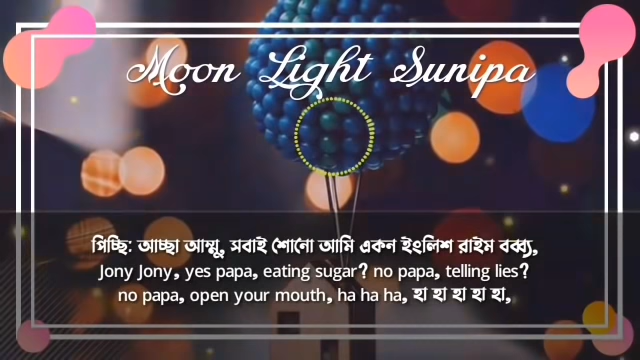 Moon Light Sunipa
পিচ্ছি: আচ্ছা আম্মু, সবাই শোনো আমি একন ইংলিশ রাইম বব্ব্য,
Jony Jony, yes papa, eating sugar? no papa, telling lies?
no papa, open your mouth, ha ha ha, হা হা হা হা হা,